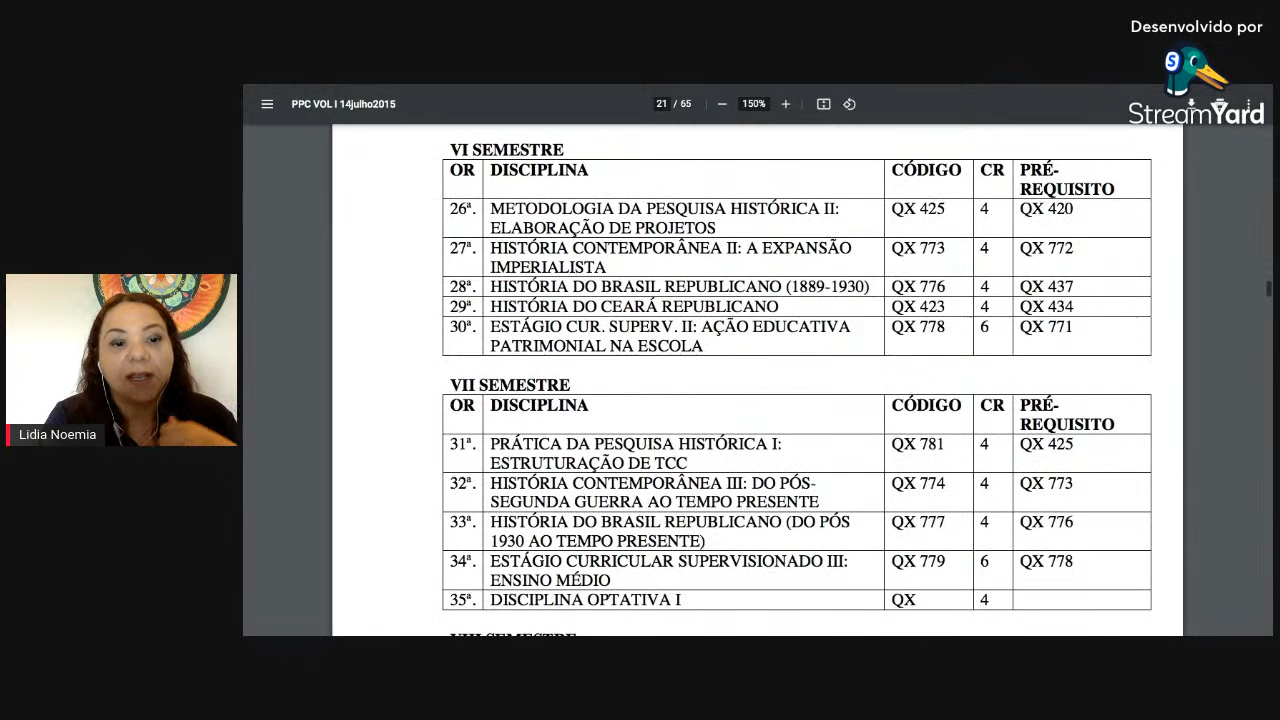 Desenvolvido por
StreamYard
PPC VOL I 14julho2015
21 / 65
150%
VI SEMESTRE
OR DISCIPLINA CÓDIGO CR PRÉ-
REQUISITO
26ª. METODOLOGIA DA PESQUISA HISTÓRICA II: QX 425 4 QX 420
ELABORAÇÃO DE PROJETOS
27ª. HISTÓRIA CONTEMPORÂNEA II: A EXPANSÃO QX 773 4 QX 772
IMPERIALISTA
28ª. HISTÓRIA DO BRASIL REPUBLICANO (1889-1930) QX 776 4 QX 437
29ª. HISTÓRIA DO CEARÁ REPUBLICANO QX 423 4 QX 434
30ª. ESTÁGIO CUR. SUPERV. II: AÇÃO EDUCATIVA QX 778 6 QX 771
PATRIMONIAL NA ESCOLA
VII SEMESTRE
OR DISCIPLINA CÓDIGO CR PRÉ-
REQUISITO
31ª. PRÁTICA DA PESQUISA HISTÓRICA I: QX 781 4 QX 425
ESTRUTURAÇÃO DE TCC
32ª. HISTÓRIA CONTEMPORÂNEA III: DO PÓS- QX 774 4 QX 773
SEGUNDA GUERRA AO TEMPO PRESENTE
33ª. HISTÓRIA DO BRASIL REPUBLICANO (DO PÓS QX 777 4 QX 776
1930 AO TEMPO PRESENTE)
34ª. ESTÁGIO CURRICULAR SUPERVISIONADO III: QX 779 6 QX 778
ENSINO MÉDIO
35ª. DISCIPLINA OPTATIVA I QX 4
VIII SEMESTRE
Lidia Noemia